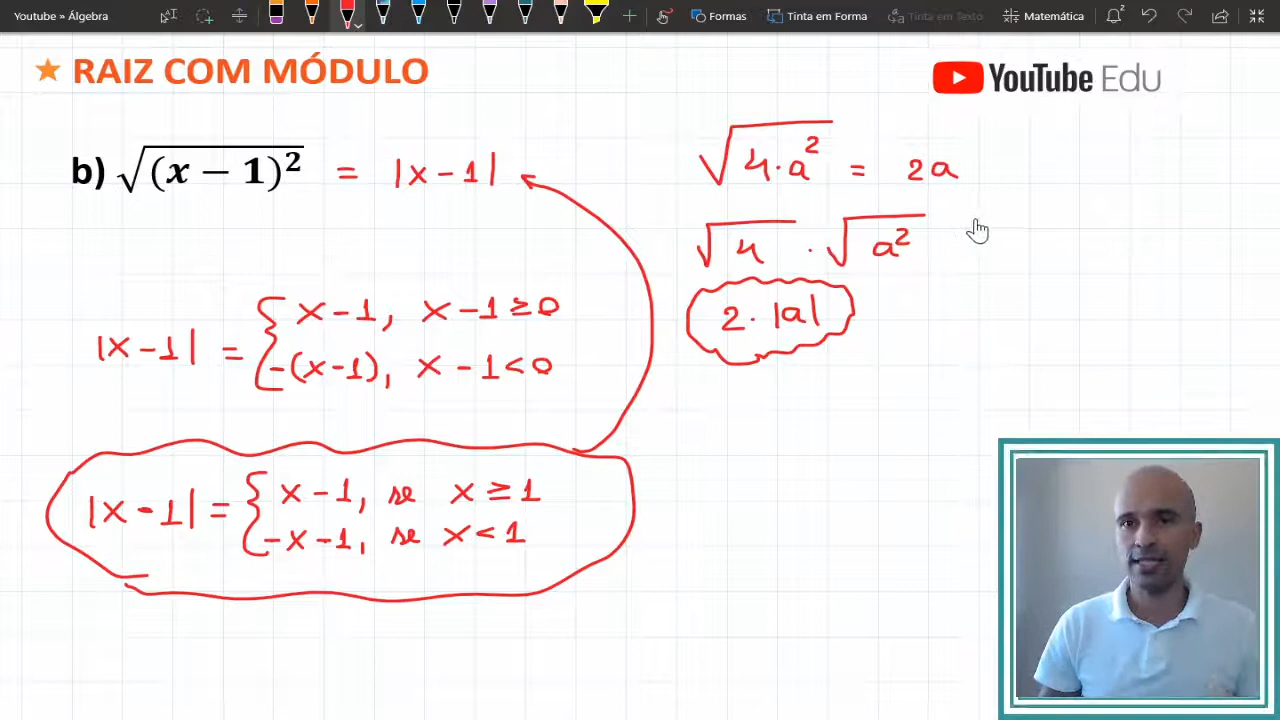 Youtube » Álgebra
Formas
Tinta em Forma
Tinta em Texto
Matemática
2
★ RAIZ COM MÓDULO
YouTube Edu
b) √(x − 1)² = |x - 1|
|x - 1| = { x - 1, x - 1 ≥ 0
-(x-1), x - 1 < 0
|x - 1| = { x - 1, se x ≥ 1
-x - 1, se x < 1
√4·a² = 2a
√4 · √a²
2·|a|